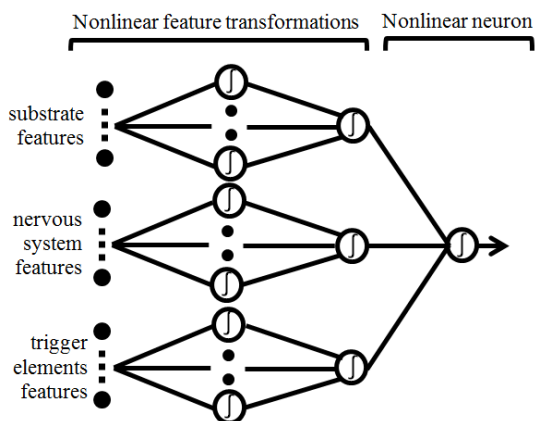 Nonlinear feature transformations
Nonlinear neuron
substrate
features
nervous
system
features
trigger
elements
features
∫
∫
∫
∫
∫
∫
∫
∫
∫
∫